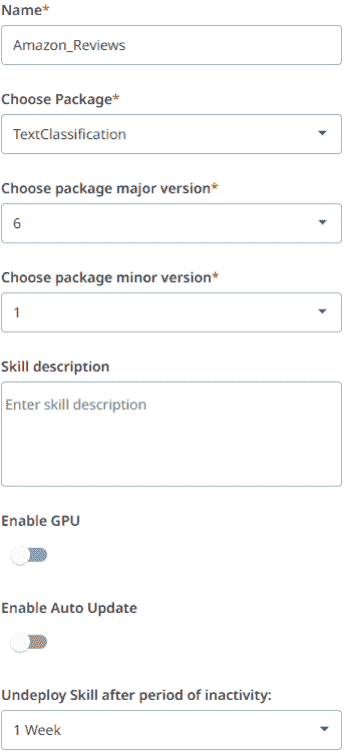 Name*
Amazon_Reviews
Choose Package*
TextClassification
Choose package major version*
6
Choose package minor version*
1
Skill description
Enter skill description
Enable GPU
Enable Auto Update
Undeploy Skill after period of inactivity:
1 Week